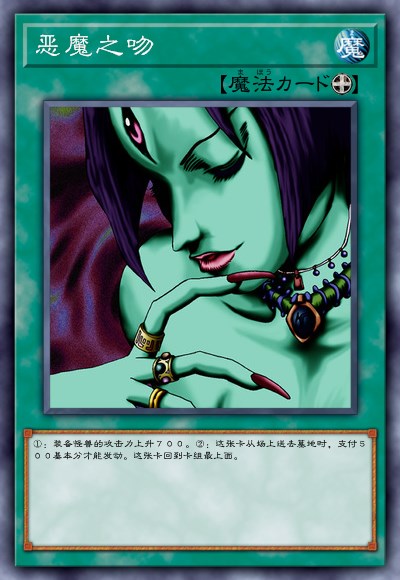 恶魔之吻
魔
【魔法カード】
まほう
①：装备怪兽的攻击力上升７００。②：这张卡从场上送去墓地时，支付５
００基本分才能发动。这张卡回到卡组最上面。